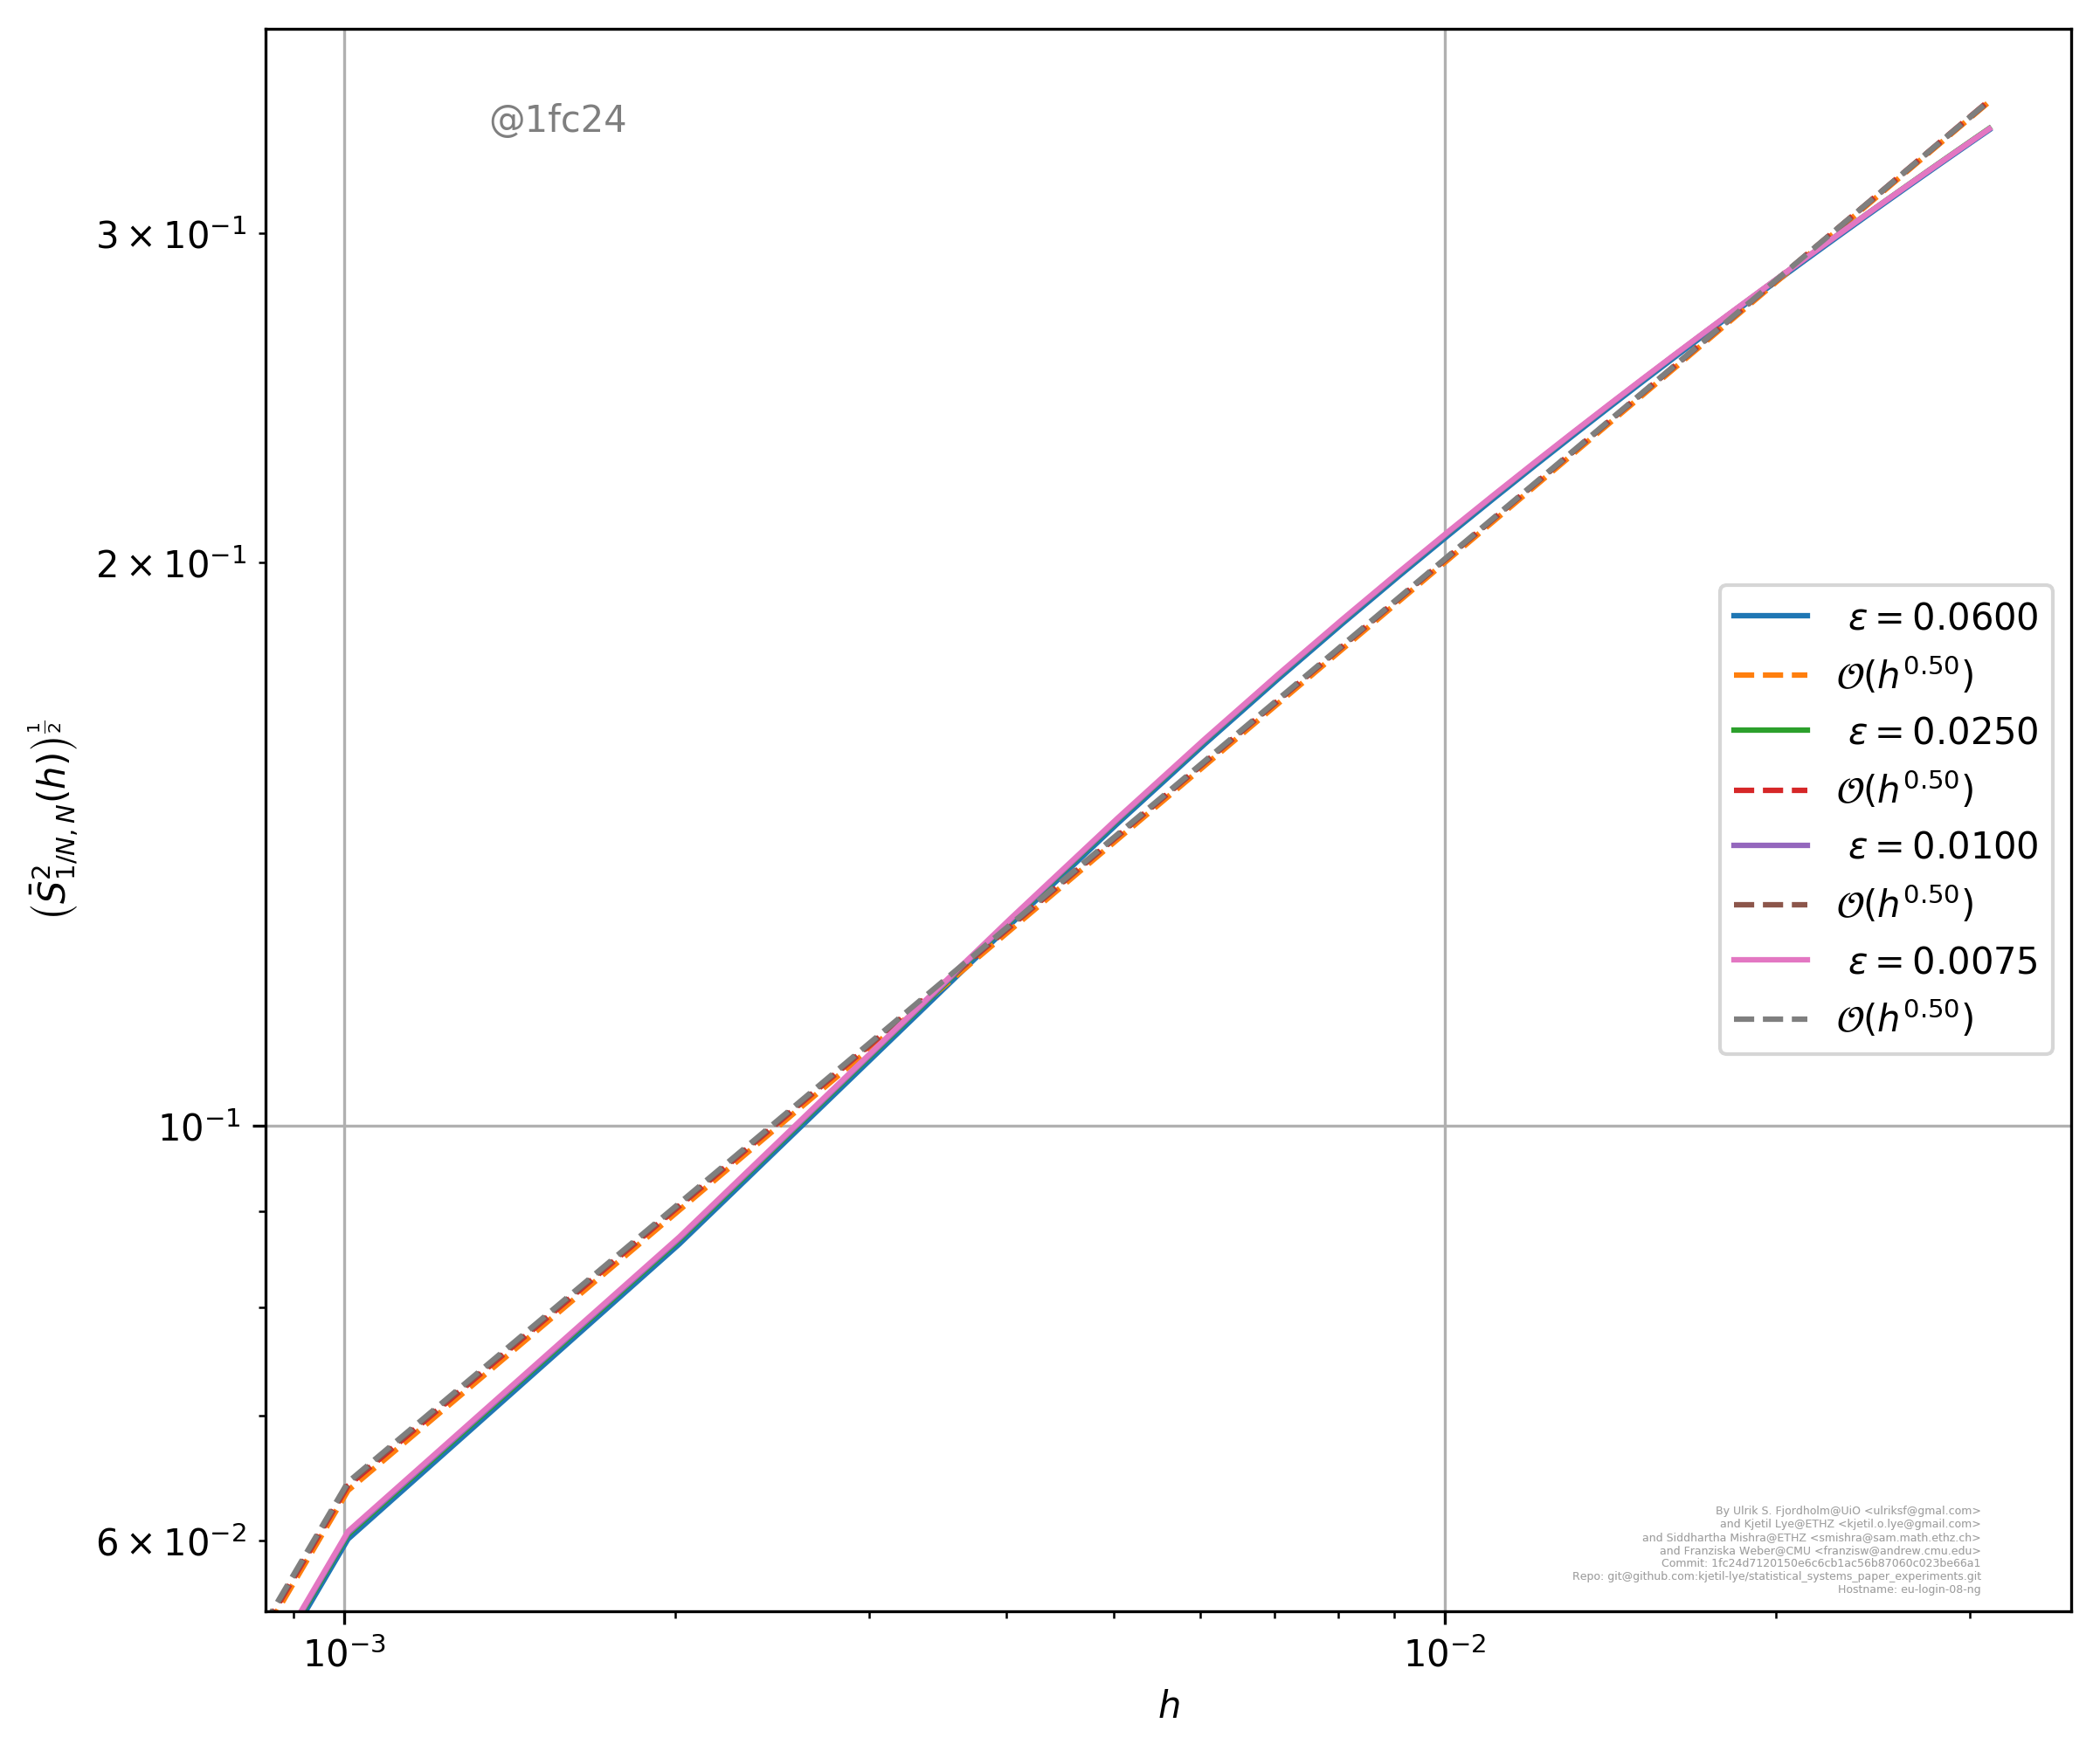 @1fc24
3 × 10⁻¹
2 × 10⁻¹
10⁻¹
6 × 10⁻²
(S̄²_{1/N, N}(h))^{1/2}
ε = 0.0600
𝒪(h^{0.50})
ε = 0.0250
𝒪(h^{0.50})
ε = 0.0100
𝒪(h^{0.50})
ε = 0.0075
𝒪(h^{0.50})
By Ulrik S. Fjordholm@UiO <ulriksf@gmal.com>
and Kjetil Lye@ETHZ <kjetil.o.lye@gmail.com>
and Siddhartha Mishra@ETHZ <smishra@sam.math.ethz.ch>
and Franziska Weber@CMU <franzisw@andrew.cmu.edu>
Commit: 1fc24d7120150e6c6cb1ac56b87060c023be66a1
Repo: git@github.com:kjetil-lye/statistical_systems_paper_experiments.git
Hostname: eu-login-08-ng
10⁻³
10⁻²
h